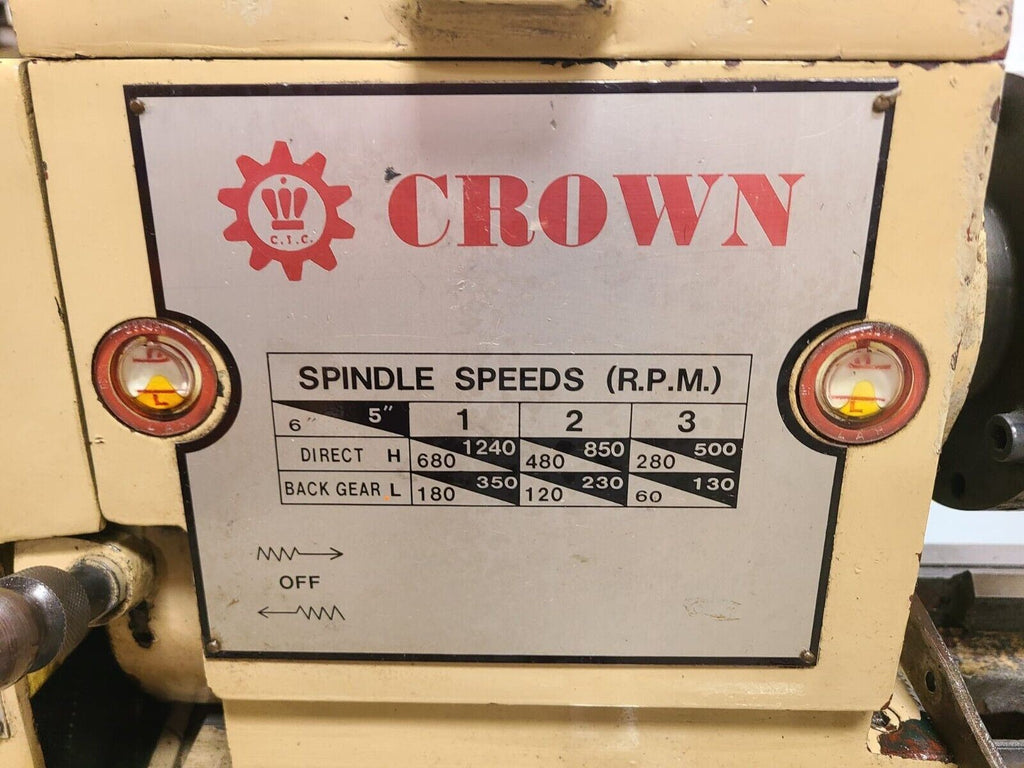 CROWN
C.I.C.
H
L
H
L
SPINDLE SPEEDS (R.P.M.)
6" 5" 1 2 3
DIRECT H 680 1240 480 850 280 500
BACK GEAR L 180 350 120 230 60 130
OFF